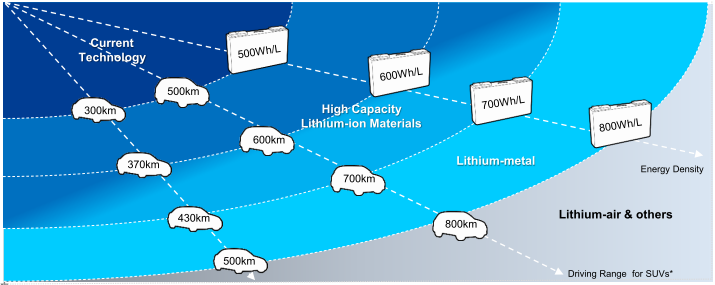 Current
Technology
500Wh/L
600Wh/L
700Wh/L
800Wh/L
Energy Density
300km
500km
High Capacity
Lithium-ion Materials
370km
600km
Lithium-metal
430km
700km
Lithium-air & others
500km
800km
Driving Range for SUVs*